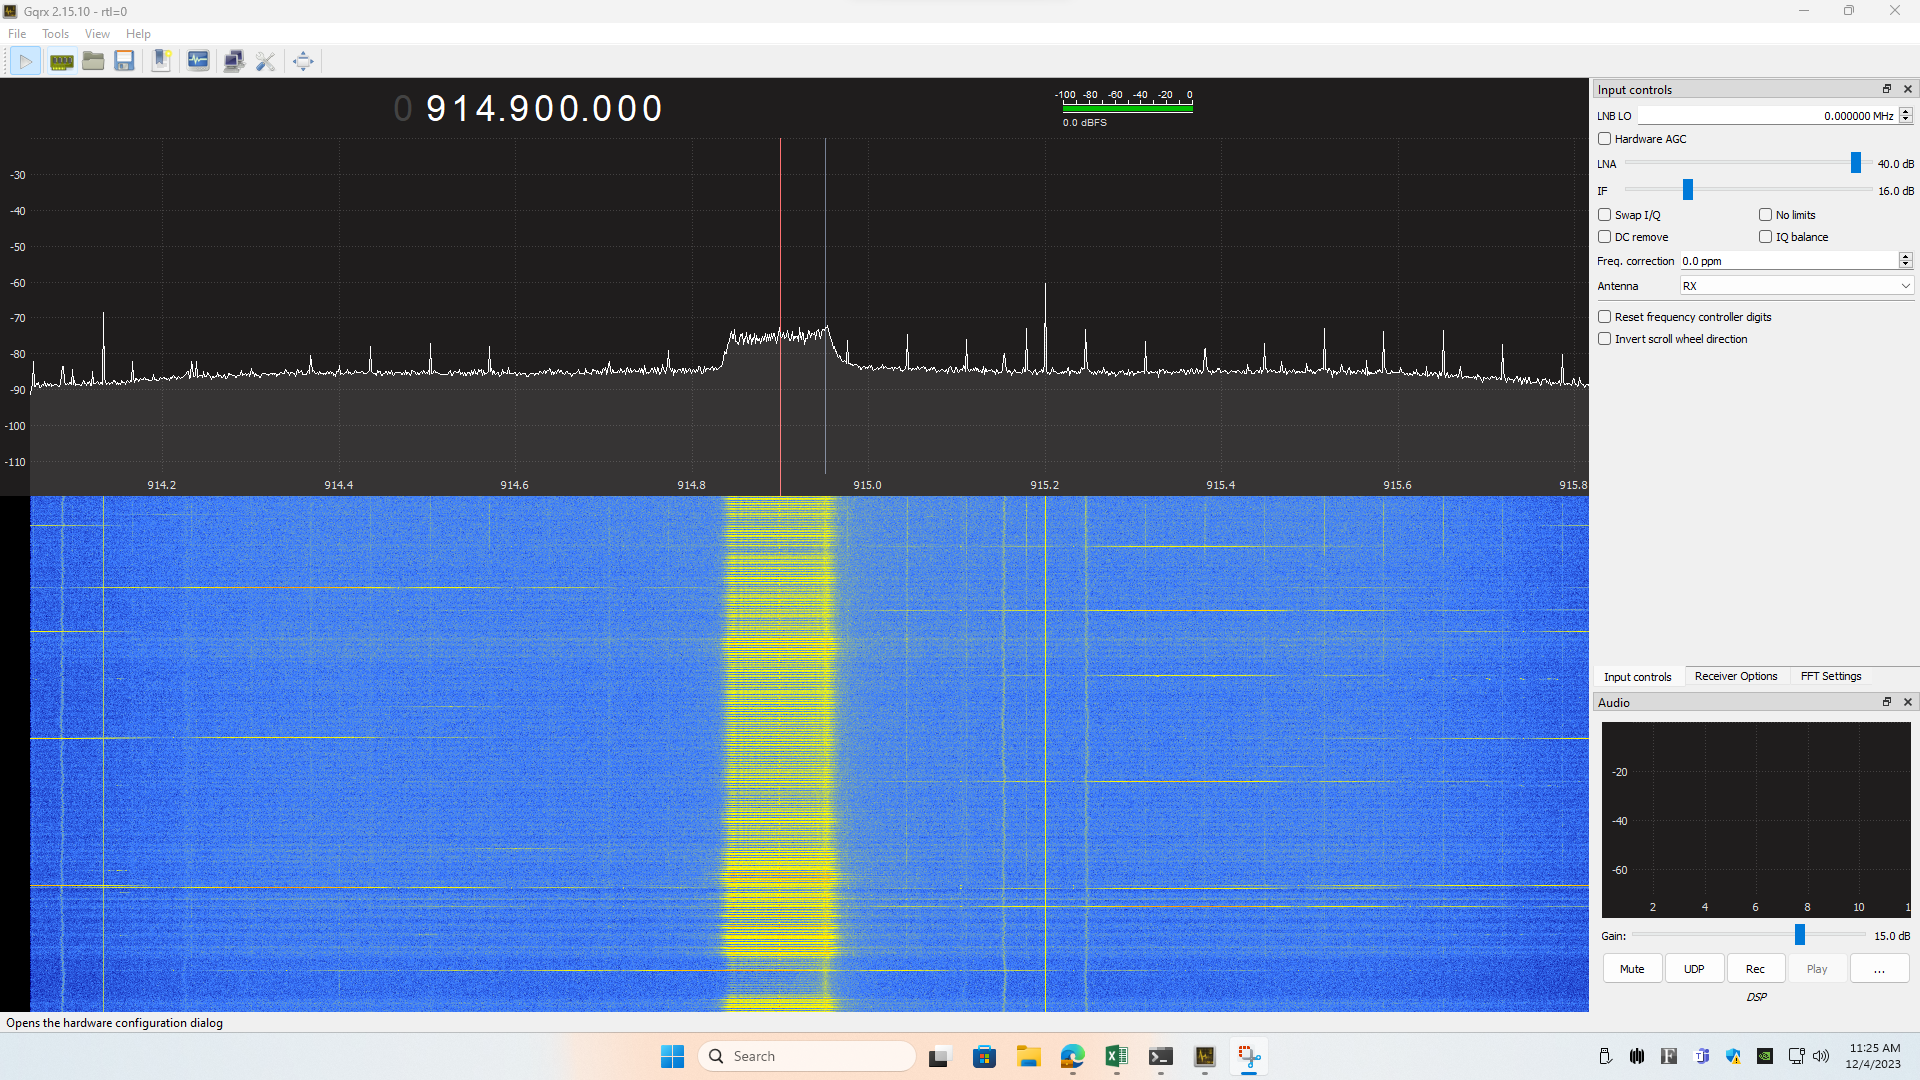 Gqrx 2.15.10 - rtl=0
File Tools View Help
0 914.900.000
-100 -80 -60 -40 -20 0
0.0 dBFS
-30
-40
-50
-60
-70
-80
-90
-100
-110
914.2 914.4 914.6 914.8 915.0 915.2 915.4 915.6 915.8
Input controls
LNB LO 0.000000 MHz
Hardware AGC
LNA 40.0 dB
IF 16.0 dB
Swap I/Q No limits
DC remove IQ balance
Freq. correction 0.0 ppm
Antenna RX
Reset frequency controller digits
Invert scroll wheel direction
Input controls Receiver Options FFT Settings
Audio
-20
-40
-60
2 4 6 8 10 1
Gain: 15.0 dB
Mute UDP Rec Play ...
DSP
Opens the hardware configuration dialog
Search
11:25 AM
12/4/2023